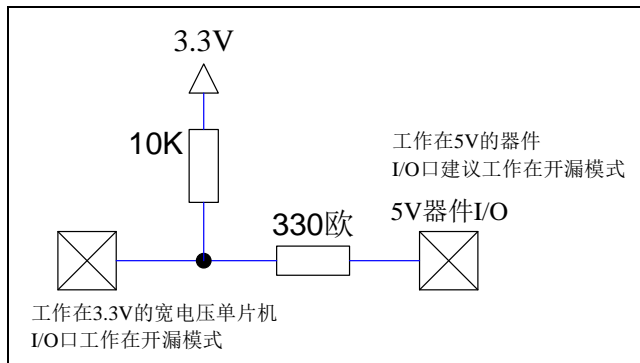 3.3V
10K
工作在5V的器件
I/O口建议工作在开漏模式
330欧
5V器件I/O
工作在3.3V的宽电压单片机
I/O口工作在开漏模式